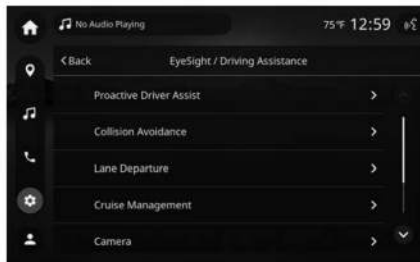 No Audio Playing
75°F 12:59
Back
EyeSight / Driving Assistance
Proactive Driver Assist
Collision Avoidance
Lane Departure
Cruise Management
Camera